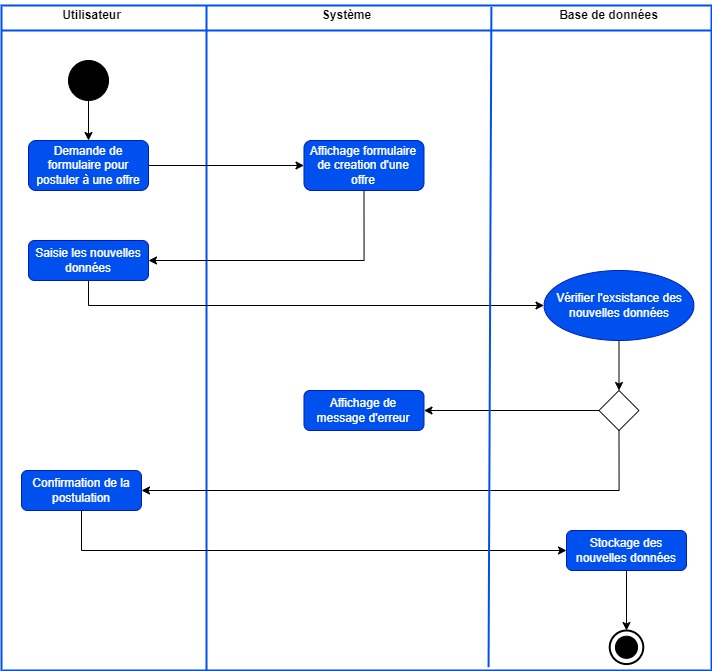 Utilisateur
Système
Base de données
Demande de
formulaire pour
postuler à une offre
Affichage formulaire
de creation d'une
offre
Saisie les nouvelles
données
Vérifier l'exsistance des
nouvelles données
Affichage de
message d'erreur
Confirmation de la
postulation
Stockage des
nouvelles données